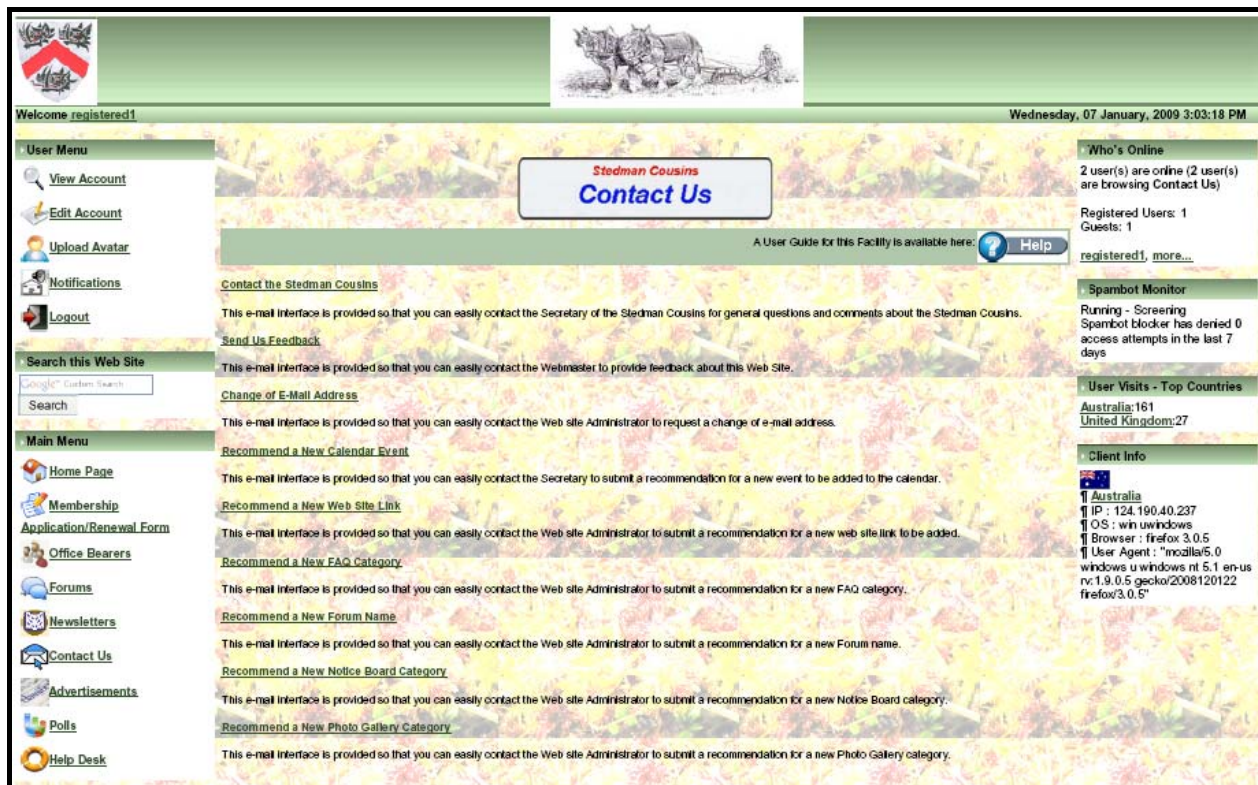 Welcome registered1
Wednesday, 07 January, 2009 3:03:18 PM
User Menu
View Account
Edit Account
Upload Avatar
Notifications
Logout
Search this Web Site
Google™ Custom Search
Search
Main Menu
Home Page
Membership
Application/Renewal Form
Office Bearers
Forums
Newsletters
Contact Us
Advertisements
Polls
Help Desk
Stedman Cousins
Contact Us
A User Guide for this Facility is available here:
? Help
Contact the Stedman Cousins
This e-mail interface is provided so that you can easily contact the Secretary of the Stedman Cousins for general questions and comments about the Stedman Cousins.
Send Us Feedback
This e-mail interface is provided so that you can easily contact the Webmaster to provide feedback about this Web Site.
Change of E-Mail Address
This e-mail interface is provided so that you can easily contact the Web site Administrator to request a change of e-mail address.
Recommend a New Calendar Event
This e-mail interface is provided so that you can easily contact the Secretary to submit a recommendation for a new event to be added to the calendar.
Recommend a New Web Site Link
This e-mail interface is provided so that you can easily contact the Web site Administrator to submit a recommendation for a new web site link to be added.
Recommend a New FAQ Category
This e-mail interface is provided so that you can easily contact the Web site Administrator to submit a recommendation for a new FAQ category.
Recommend a New Forum Name
This e-mail interface is provided so that you can easily contact the Web site Administrator to submit a recommendation for a new Forum name.
Recommend a New Notice Board Category
This e-mail interface is provided so that you can easily contact the Web site Administrator to submit a recommendation for a new Notice Board category.
Recommend a New Photo Gallery Category
This e-mail interface is provided so that you can easily contact the Web site Administrator to submit a recommendation for a new Photo Gallery category.
Who's Online
2 user(s) are online (2 user(s)
are browsing Contact Us)
Registered Users: 1
Guests: 1
registered1, more...
Spambot Monitor
Running - Screening
Spambot blocker has denied 0
access attempts in the last 7
days
User Visits - Top Countries
Australia:161
United Kingdom:27
Client Info
¶ Australia
¶ IP : 124.190.40.237
¶ OS : win uwindows
¶ Browser : firefox 3.0.5
¶ User Agent : "mozilla/5.0
windows u windows nt 5.1 en-us
rv:1.9.0.5 gecko/2008120122
firefox/3.0.5"